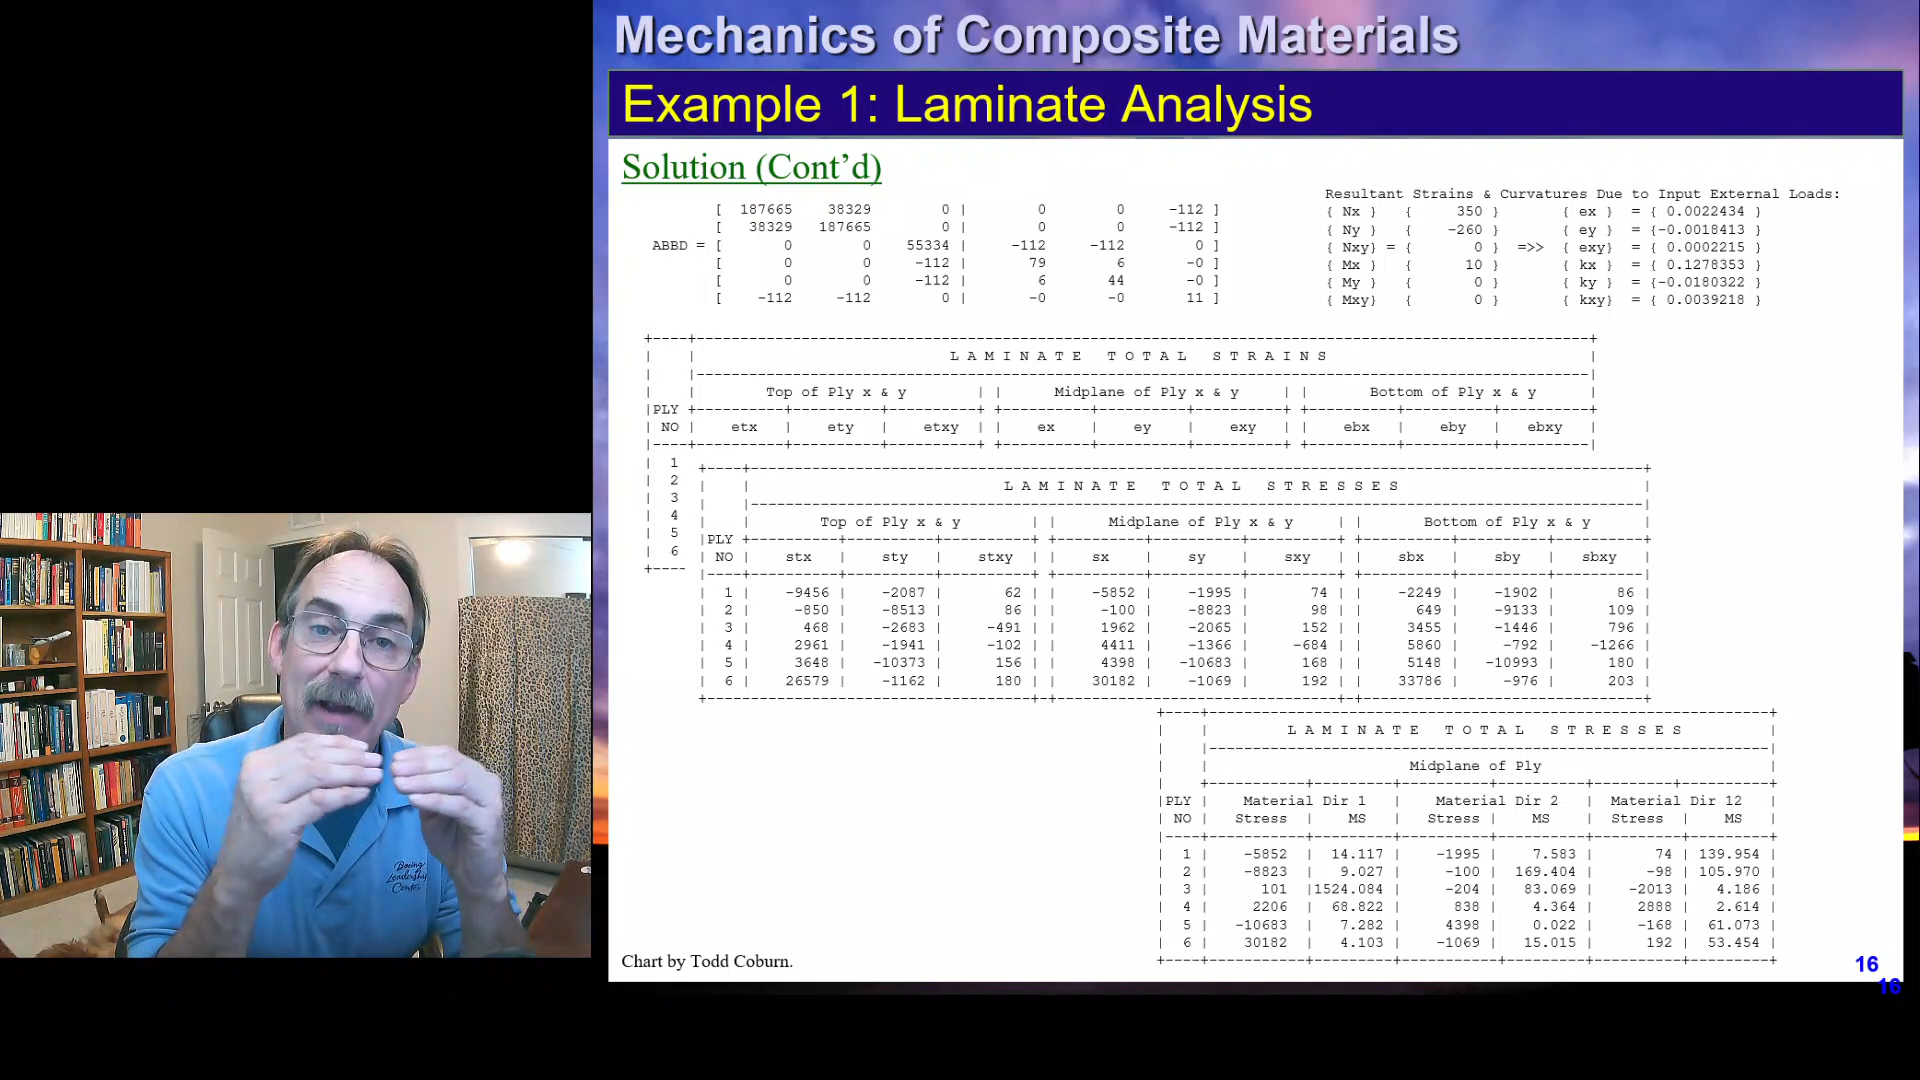 Mechanics of Composite Materials
Example 1: Laminate Analysis
Solution (Cont'd)
[ 187665 38329 0 | 0 0 -112 ]
[ 38329 187665 0 | 0 0 -112 ]
ABBD = [ 0 0 55334 | -112 -112 0 ]
[ 0 0 -112 | 79 6 -0 ]
[ 0 0 -112 | 6 44 -0 ]
[ -112 -112 0 | -0 -0 11 ]
Resultant Strains & Curvatures Due to Input External Loads:
{ Nx } { 350 } { ex } = { 0.0022434 }
{ Ny } { -260 } { ey } = {-0.0018413 }
{ Nxy} = { 0 } =>> { exy} = { 0.0002215 }
{ Mx } { 10 } { kx } = { 0.1278353 }
{ My } { 0 } { ky } = {-0.0180322 }
{ Mxy} { 0 } { kxy} = { 0.0039218 }
L A M I N A T E T O T A L S T R A I N S
Top of Ply x & y | | Midplane of Ply x & y | | Bottom of Ply x & y
PLY
NO | etx | ety | etxy | | ex | ey | exy | | ebx | eby | ebxy
1
2
3
4
5
6
L A M I N A T E T O T A L S T R E S S E S
Top of Ply x & y | | Midplane of Ply x & y | | Bottom of Ply x & y
PLY
NO | stx | sty | stxy | | sx | sy | sxy | | sbx | sby | sbxy
1 | -9456 | -2087 | 62 | | -5852 | -1995 | 74 | | -2249 | -1902 | 86
2 | -850 | -8513 | 86 | | -100 | -8823 | 98 | | 649 | -9133 | 109
3 | 468 | -2683 | -491 | | 1962 | -2065 | 152 | | 3455 | -1446 | 796
4 | 2961 | -1941 | -102 | | 4411 | -1366 | -684 | | 5860 | -792 | -1266
5 | 3648 | -10373 | 156 | | 4398 | -10683 | 168 | | 5148 | -10993 | 180
6 | 26579 | -1162 | 180 | | 30182 | -1069 | 192 | | 33786 | -976 | 203
L A M I N A T E T O T A L S T R E S S E S
Midplane of Ply
PLY | Material Dir 1 | Material Dir 2 | Material Dir 12
NO | Stress | MS | Stress | MS | Stress | MS
1 | -5852 | 14.117 | -1995 | 7.583 | 74 | 139.954
2 | -8823 | 9.027 | -100 | 169.404 | -98 | 105.970
3 | 101 |1524.084 | -204 | 83.069 | -2013 | 4.186
4 | 2206 | 68.822 | 838 | 4.364 | 2888 | 2.614
5 | -10683 | 7.282 | 4398 | 0.022 | -168 | 61.073
6 | 30182 | 4.103 | -1069 | 15.015 | 192 | 53.454
Chart by Todd Coburn.
16
16
Boeing
Leadership
Center